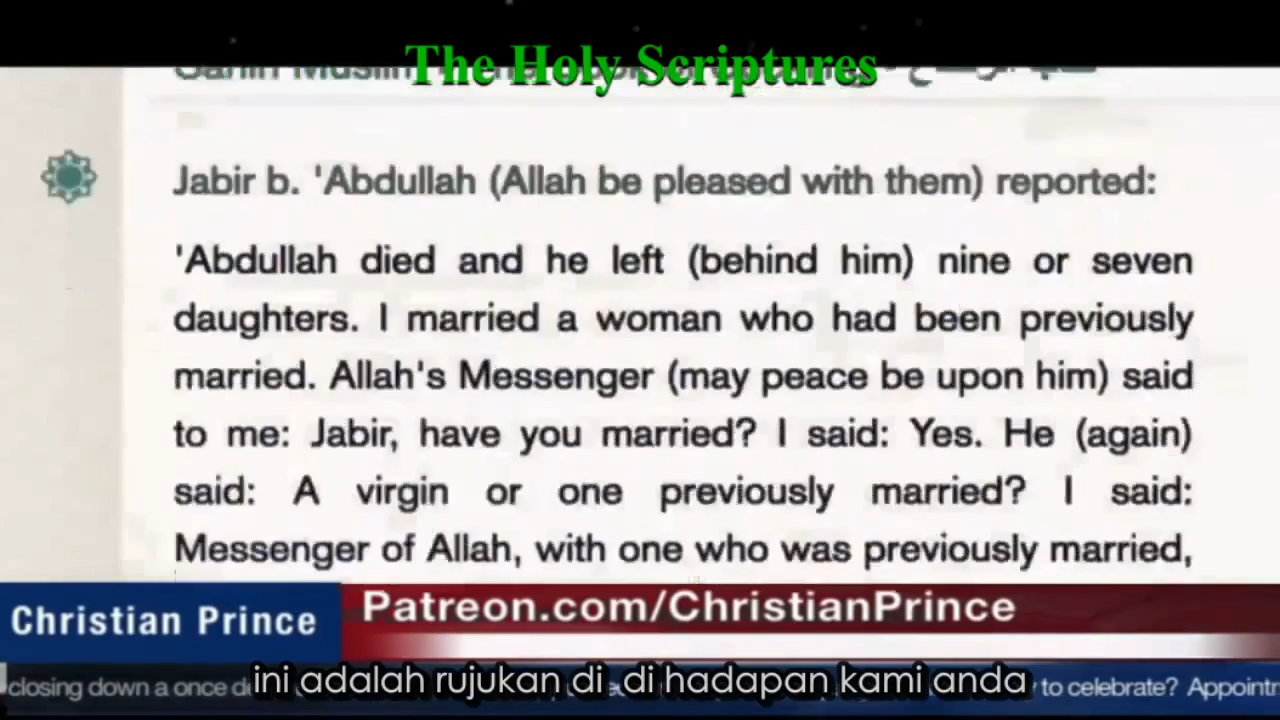 The Holy Scriptures
Sahih Muslim
Jabir b. 'Abdullah (Allah be pleased with them) reported:
'Abdullah died and he left (behind him) nine or seven
daughters. I married a woman who had been previously
married. Allah's Messenger (may peace be upon him) said
to me: Jabir, have you married? I said: Yes. He (again)
said: A virgin or one previously married? I said:
Messenger of Allah, with one who was previously married,
Christian Prince
Patreon.com/ChristianPrince
ini adalah rujukan di di hadapan kami anda
closing down a once to celebrate?